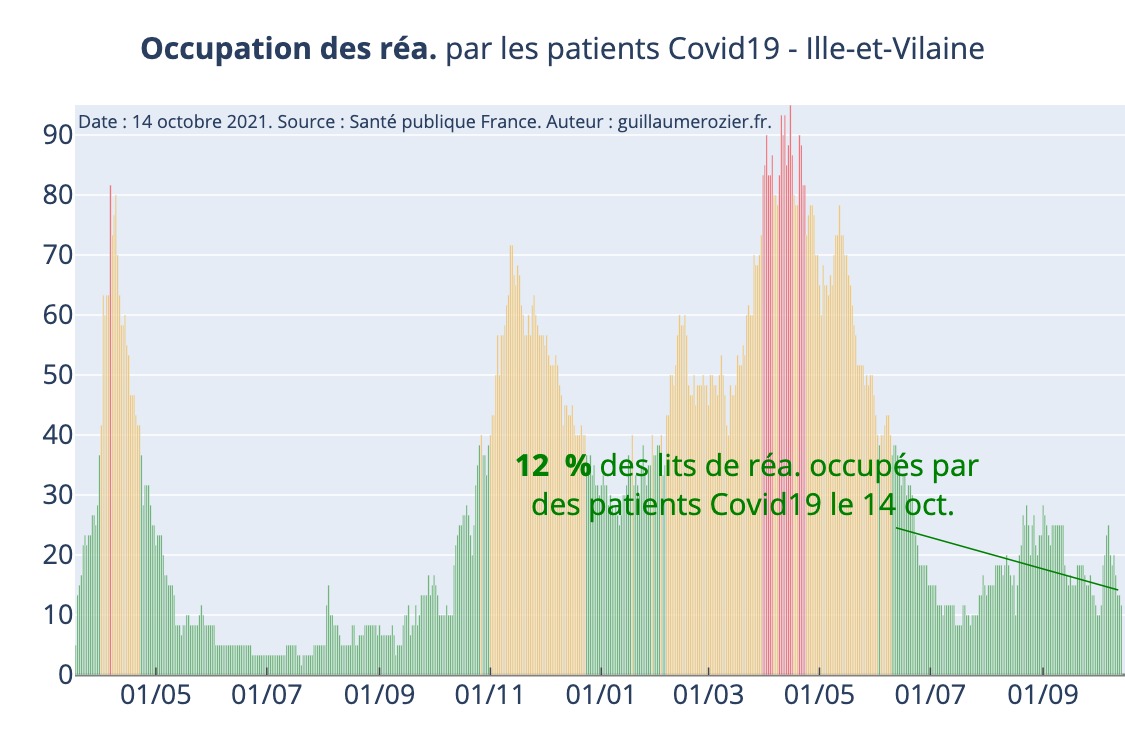 Occupation des réa. par les patients Covid19 - Ille-et-Vilaine
Date : 14 octobre 2021. Source : Santé publique France. Auteur : guillaumerozier.fr.
90
80
70
60
50
40
30
20
10
0
12 % des lits de réa. occupés par
des patients Covid19 le 14 oct.
01/05 01/07 01/09 01/11 01/01 01/03 01/05 01/07 01/09